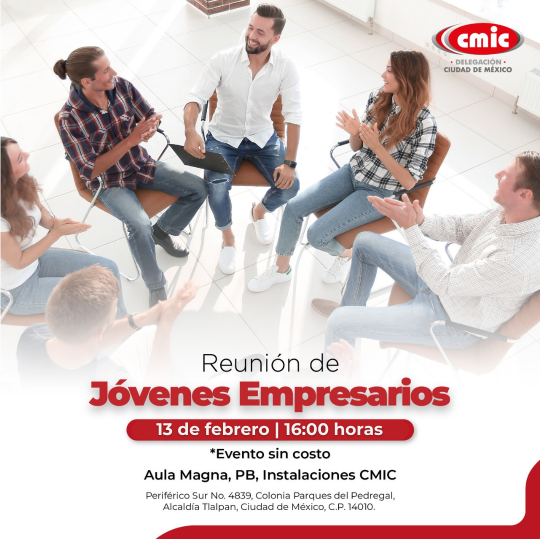 cmic
• DELEGACIÓN •
CIUDAD DE MÉXICO
Reunión de
Jóvenes Empresarios
13 de febrero | 16:00 horas
*Evento sin costo
Aula Magna, PB, Instalaciones CMIC
Periférico Sur No. 4839, Colonia Parques del Pedregal,
Alcaldía Tlalpan, Ciudad de México, C.P. 14010.